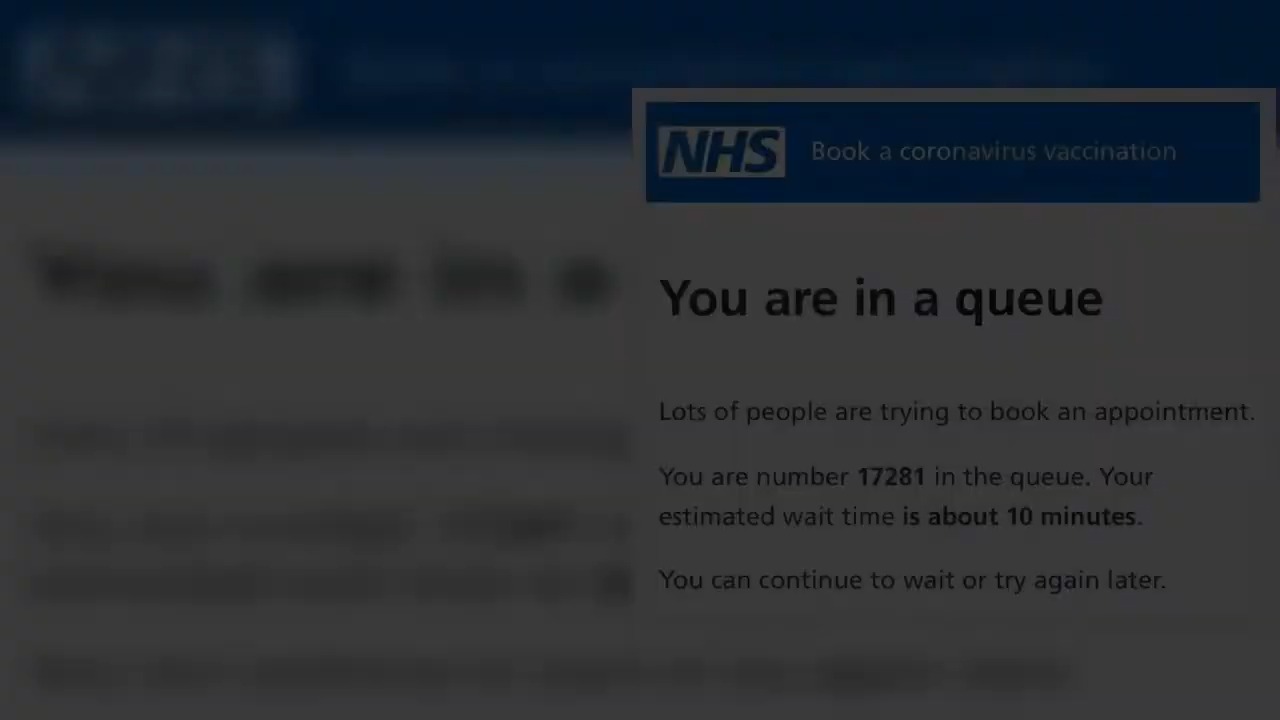 NHS Book a coronavirus vaccination
You are in a queue
Lots of people are trying to book an appointment.
You are number 17281 in the queue. Your
estimated wait time is about 10 minutes.
You can continue to wait or try again later.